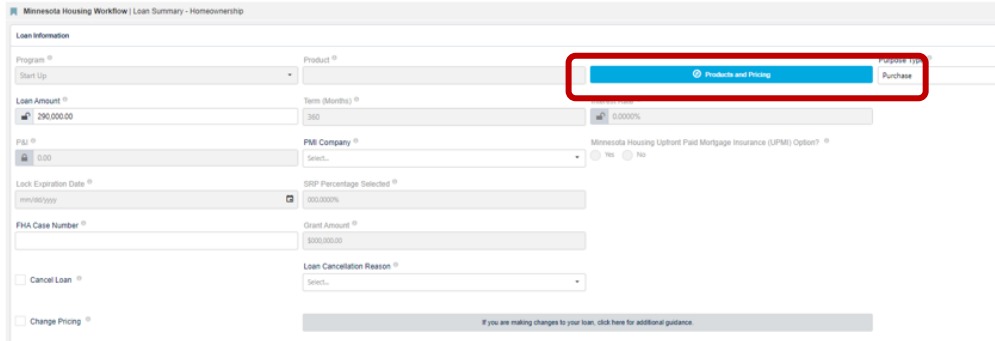 Minnesota Housing Workflow | Loan Summary - Homeownership
Loan Information
Program
Product
Purpose Type
Start Up
Products and Pricing
Purchase
Loan Amount
Term (Months)
Interest Rate
290,000.00
360
0.0000%
P&I
PMI Company
Minnesota Housing Upfront Paid Mortgage Insurance (UPMI) Option?
0.00
Select...
Yes
No
Lock Expiration Date
SRP Percentage Selected
mm/dd/yyyy
000.0000%
FHA Case Number
Grant Amount
$000,000.00
Loan Cancellation Reason
Cancel Loan
Select...
Change Pricing
If you are making changes to your loan, click here for additional guidance.